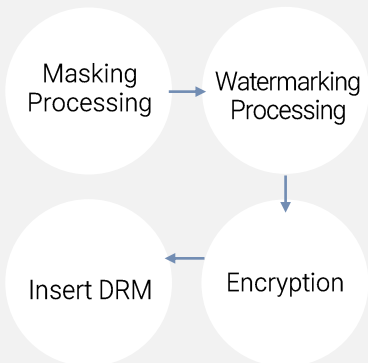 Masking
Processing
Watermarking
Processing
Encryption
Insert DRM